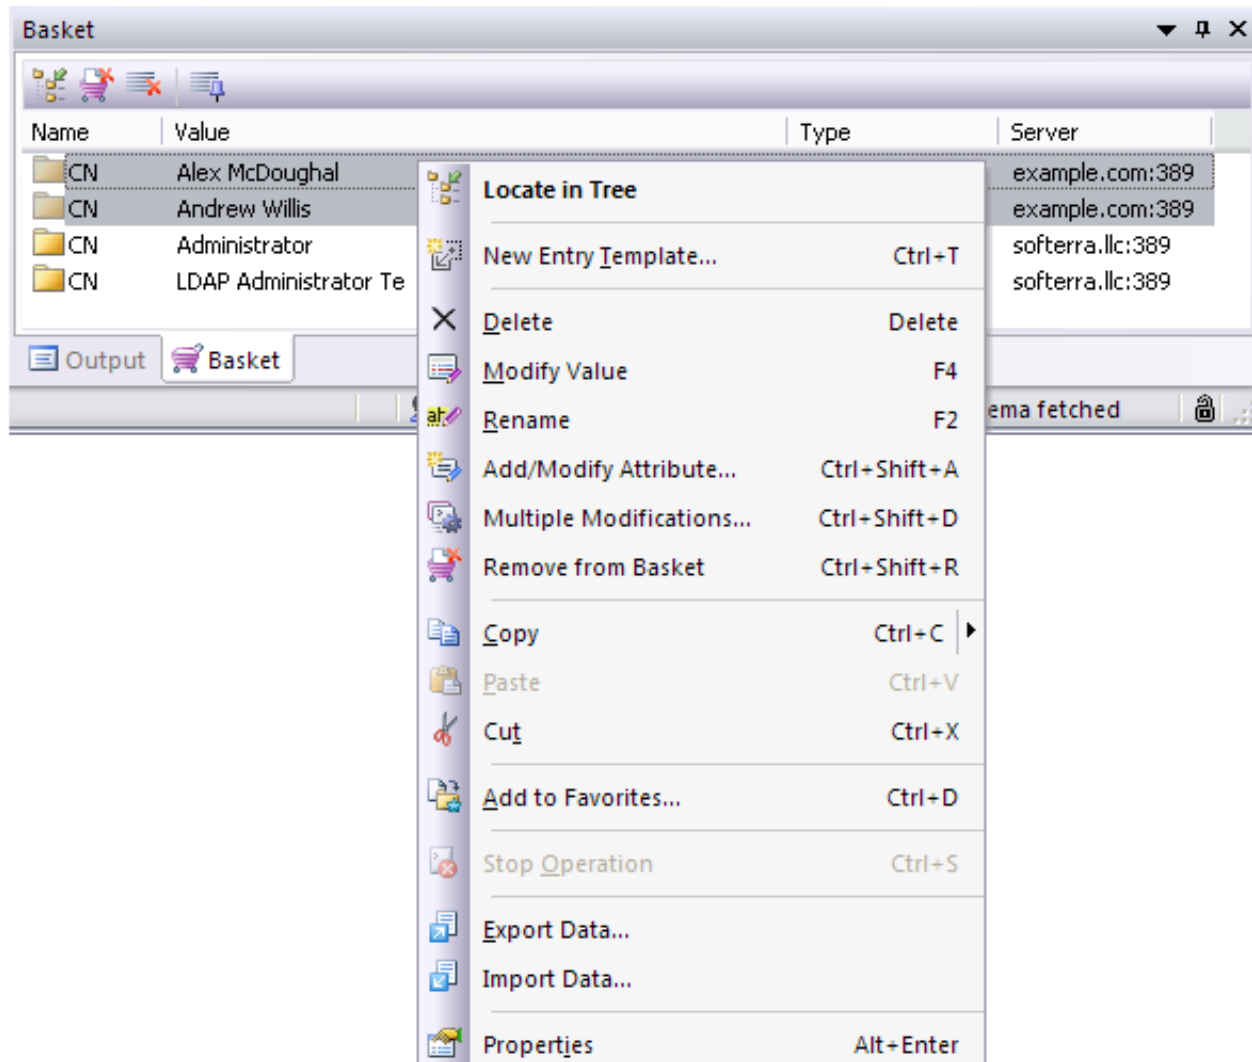 Basket
Name Value Type Server
CN Alex McDoughal example.com:389
CN Andrew Willis example.com:389
CN Administrator softerra.llc:389
CN LDAP Administrator Te softerra.llc:389
Output Basket
ema fetched
Locate in Tree
New Entry Template... Ctrl+T
Delete Delete
Modify Value F4
ab Rename F2
Add/Modify Attribute... Ctrl+Shift+A
Multiple Modifications... Ctrl+Shift+D
Remove from Basket Ctrl+Shift+R
Copy Ctrl+C
Paste Ctrl+V
Cut Ctrl+X
Add to Favorites... Ctrl+D
Stop Operation Ctrl+S
Export Data...
Import Data...
Properties Alt+Enter